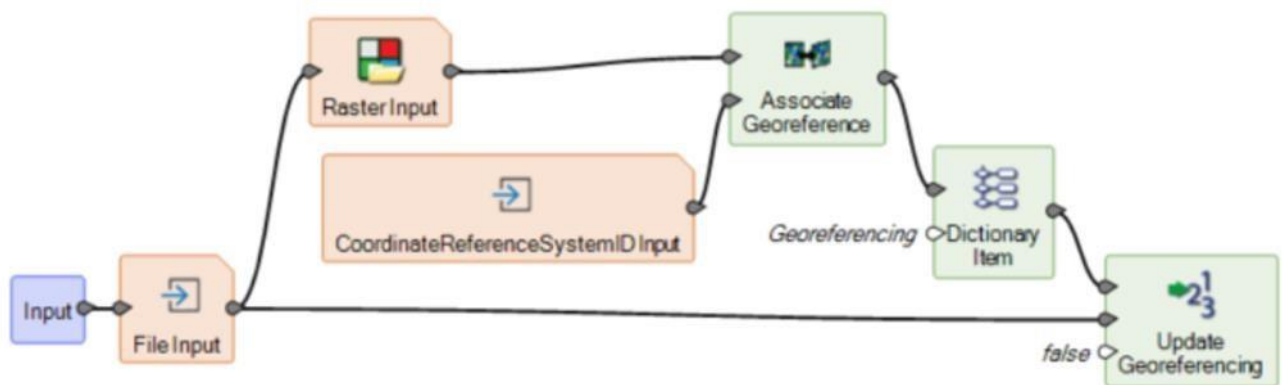 Raster Input
Associate
Georeference
CoordinateReferenceSystemID Input
Georeferencing
Dictionary
Item
Input
File Input
false
Update
Georeferencing